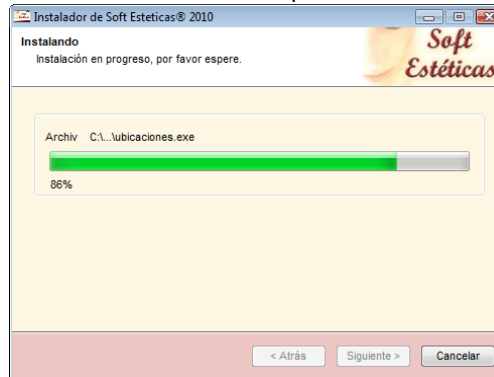 Instalador de Soft Esteticas® 2010
Instalando
Instalación en progreso, por favor espere.
Soft
Estéticas
Archiv C:\...\ubicaciones.exe
86%
< Atrás
Siguiente >
Cancelar